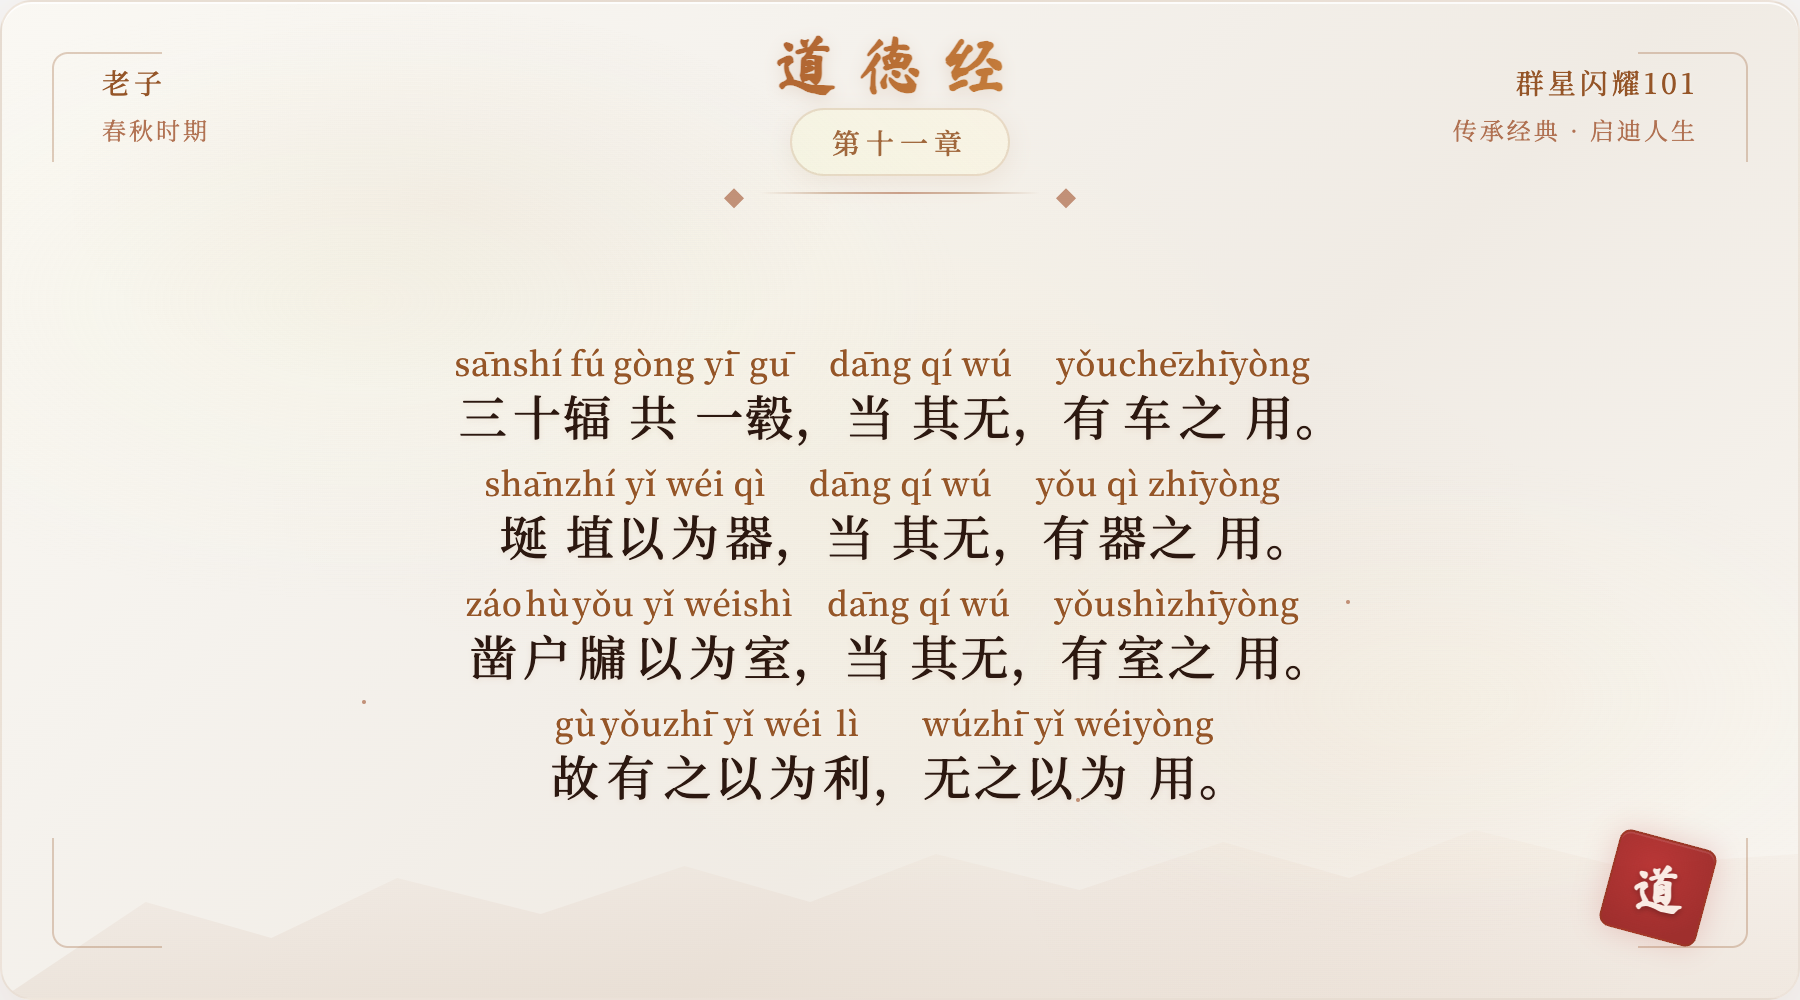 老子
春秋时期
道德经
第十一章
群星闪耀101
传承经典 · 启迪人生
sānshí fú gòng yī gū dāng qí wú yǒuchēzhīyòng
三十辐共一毂，当其无，有车之用。
shānzhí yǐ wéi qì dāng qí wú yǒu qì zhīyòng
埏埴以为器，当其无，有器之用。
záohùyǒu yǐ wéishì dāng qí wú yǒushìzhīyòng
凿户牖以为室，当其无，有室之用。
gùyǒuzhī yǐ wéi lì wúzhī yǐ wéiyòng
故有之以为利，无之以为用。
道